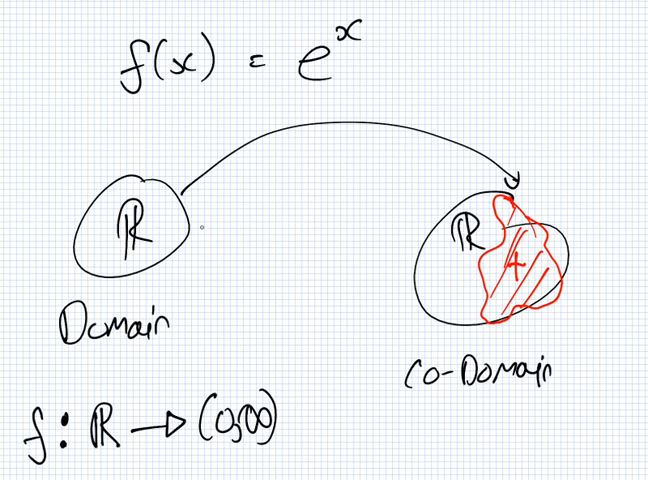 f(x) = e^x
ℝ
ℝ
+
Domain
Co-Domain
f: ℝ → (0,∞)